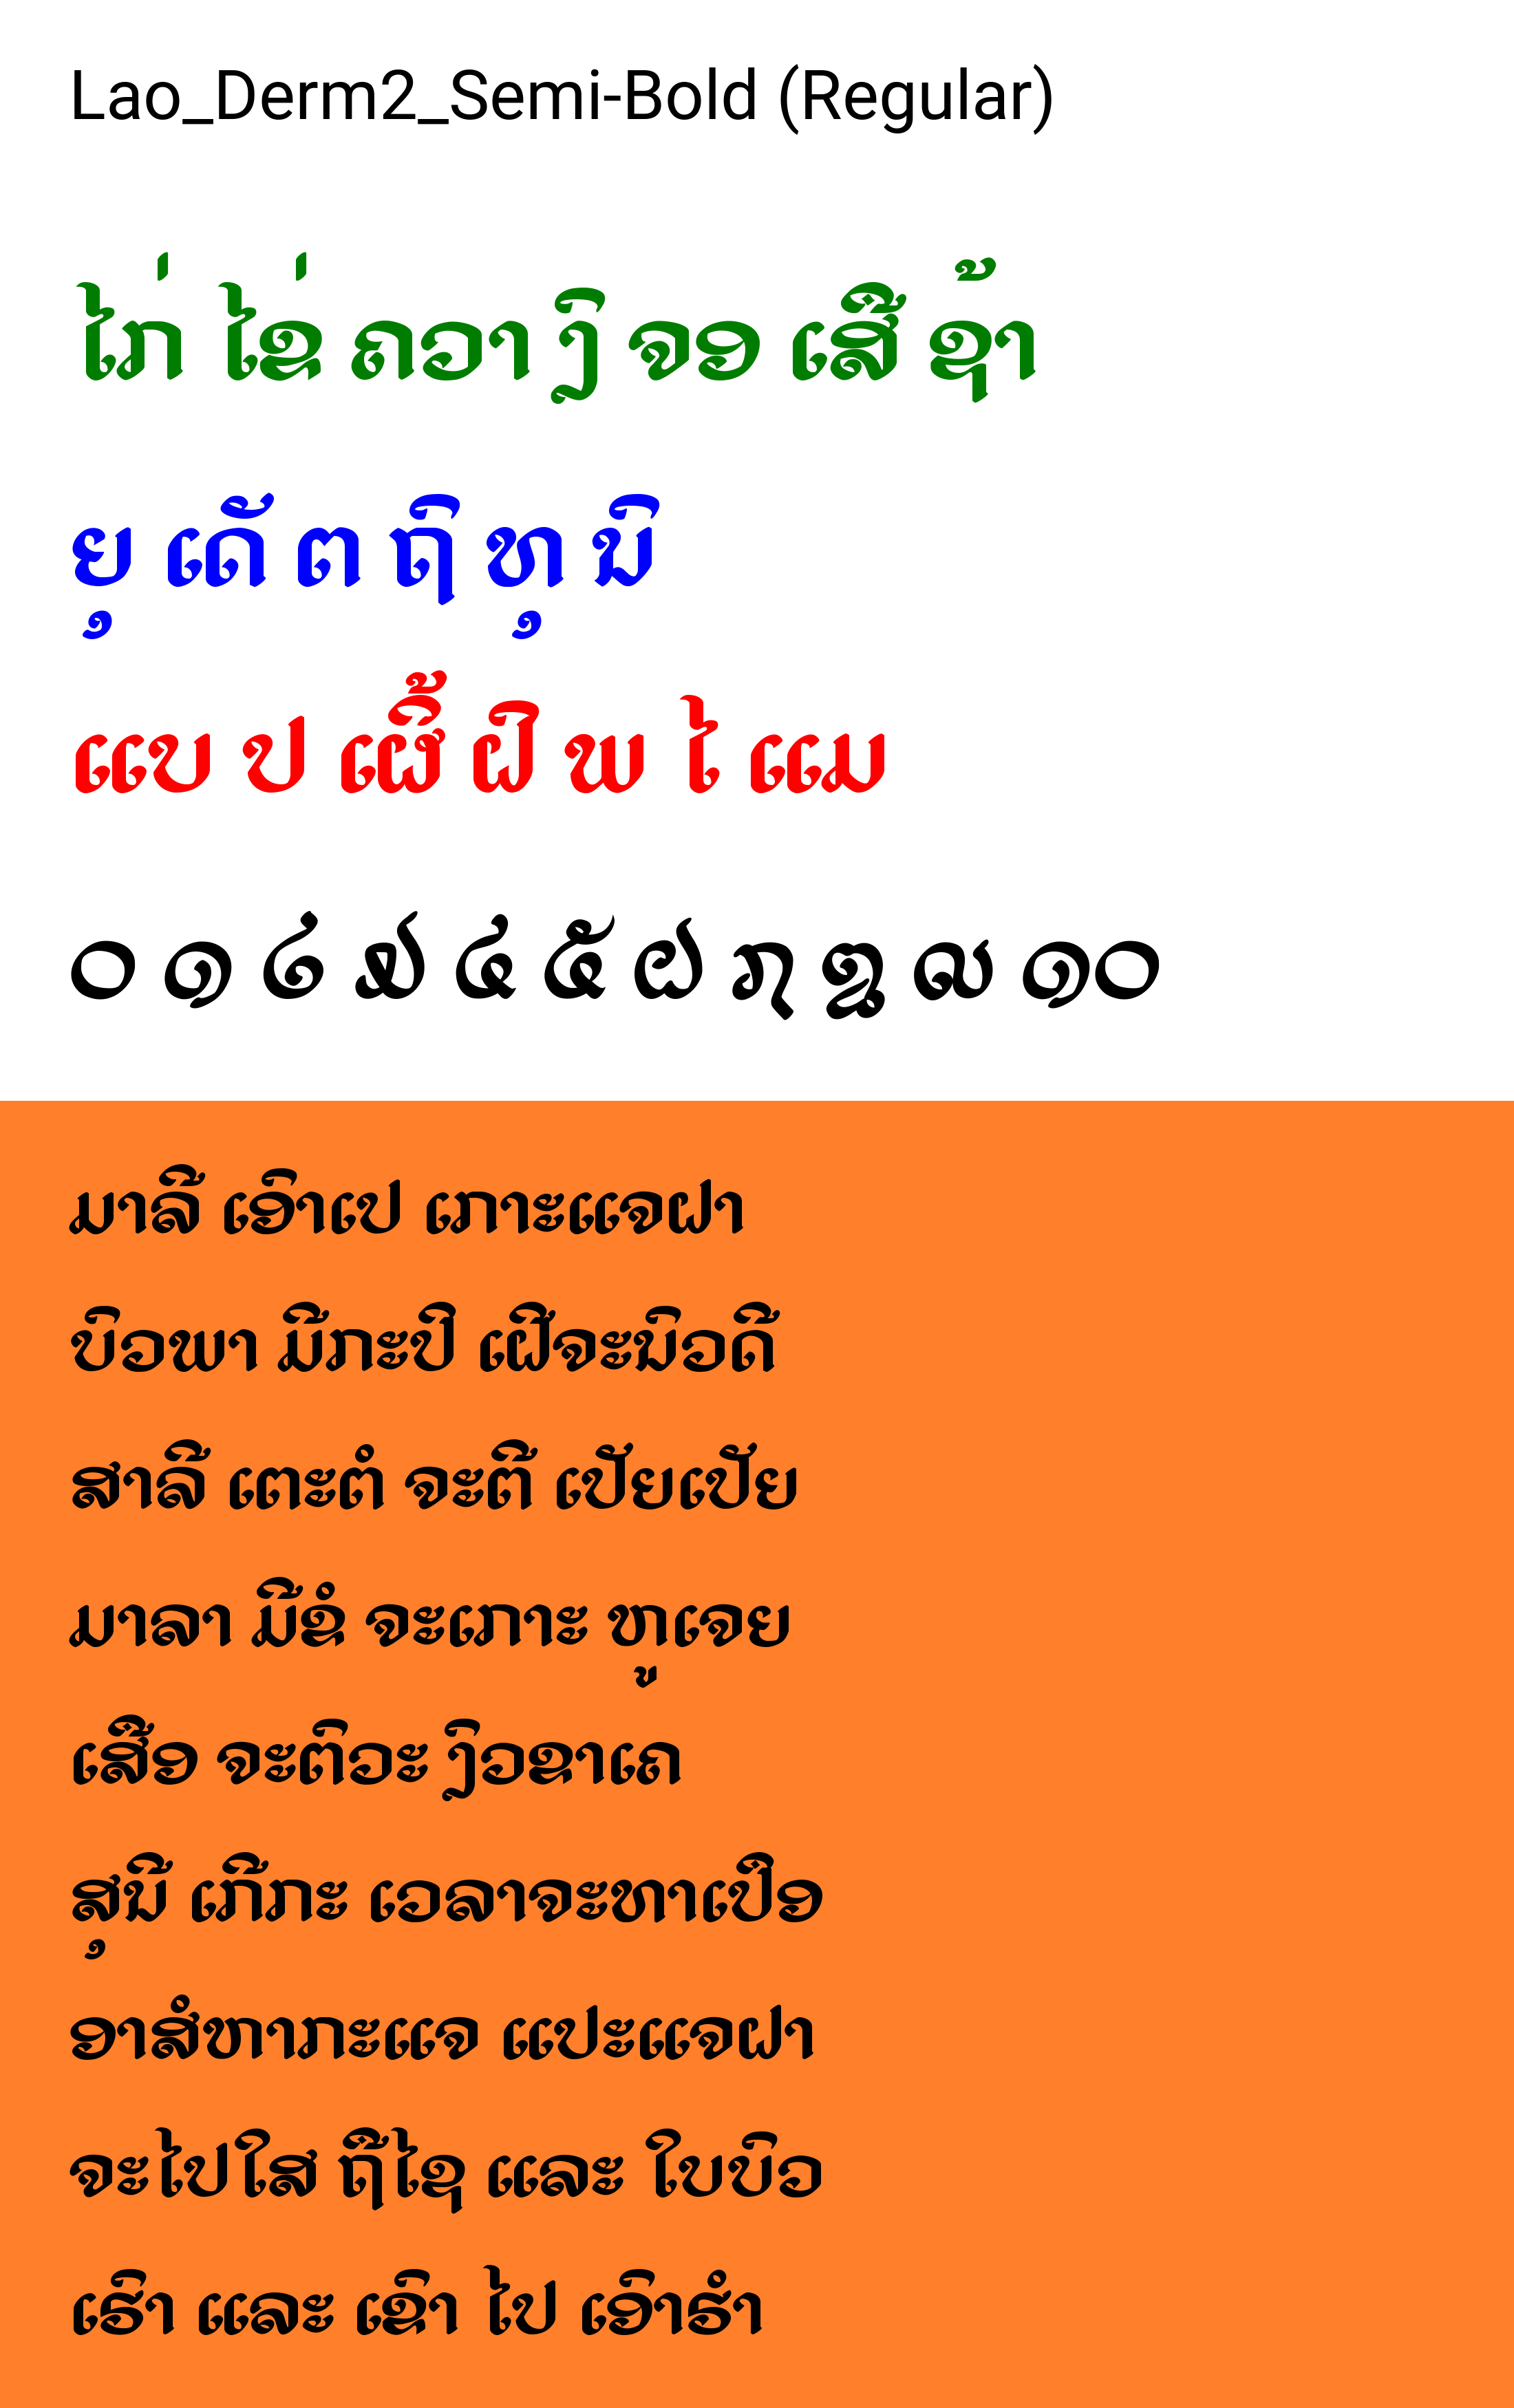 Lao_Derm2_Semi-Bold (Regular)
ໄກ່ ໄຂ່ ຄວາງົ ຈອ ເສື ຊ້າ
ຍຸ ເດັ ຕ ຖົ ຫຸ ນົ
ແບ ປ ເຜີ້ ຝົ ພ ໄ ແມ
໐ ໑ ໒ ໓ ໔ ໕ ໖ ໗ ໘ ໙ ໑໐
ມາລີ ເອົາເປ ເກາະແຈຝາ
ບົວພາ ມີກະປີ ເຝີຈະນົວດີ
ສາລີ ເຕະຕໍ ຈະຕີ ເປັຍເປັຍ
ມາລາ ມີຂໍ ຈະເກາະ ຫູເຈຍ
ເສືອ ຈະຕົວະ ງົວຂາເຄ
ສຸນີ ເກີກະ ເວລາຈະທາເປືອ
ອາສໍຫາກະແຈ ແປະແຈຝາ
ຈະໄປໃສ ຖືໄຊ ແລະ ໃບບົວ
ເຮົາ ແລະ ເຂົາ ໄປ ເອົາຮຳ